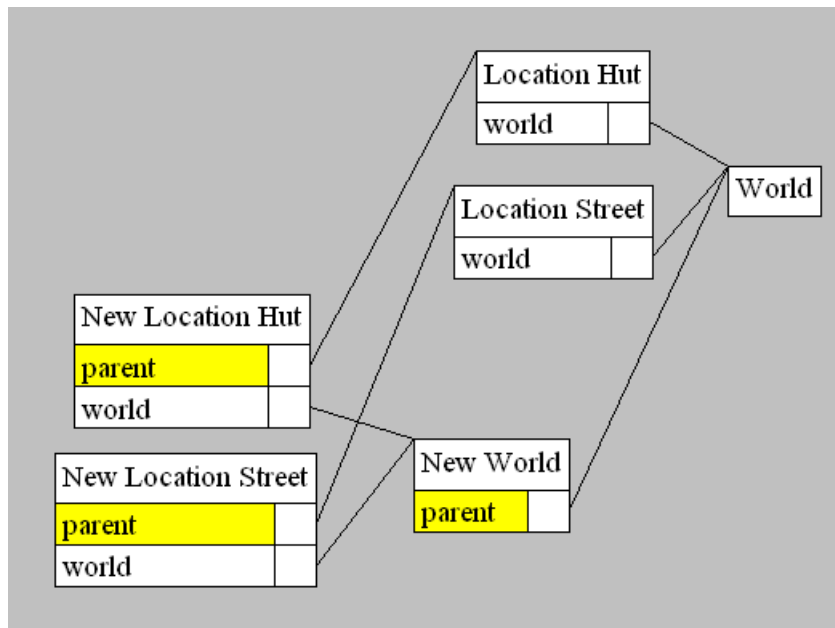 Location Hut
world
World
Location Street
world
New Location Hut
parent
world
New World
parent
New Location Street
parent
world